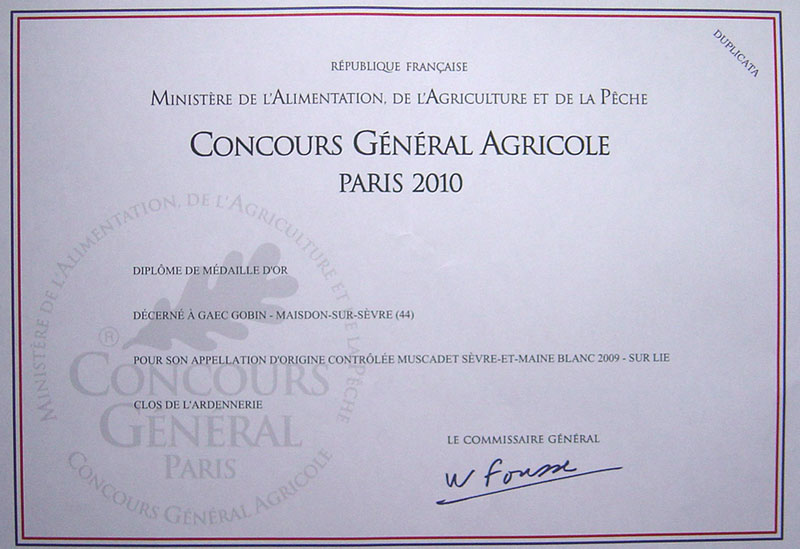 DUPLICATA
RÉPUBLIQUE FRANÇAISE
MINISTÈRE DE L'ALIMENTATION, DE L'AGRICULTURE ET DE LA PÊCHE
CONCOURS GÉNÉRAL AGRICOLE
PARIS 2010
MINISTÈRE DE L'ALIMENTATION, DE L'AGRICULTURE ET DE LA PÊCHE
DIPLÔME DE MÉDAILLE D'OR
DÉCERNÉ À GAEC GOBIN - MAISDON-SUR-SÈVRE (44)
®
POUR SON APPELLATION D'ORIGINE CONTRÔLÉE MUSCADET SÈVRE-ET-MAINE BLANC 2009 - SUR LIE
CONCOURS
CLOS DE L'ARDENNERIE
GÉNÉRAL
PARIS
CONCOURS GÉNÉRAL AGRICOLE
LE COMMISSAIRE GÉNÉRAL